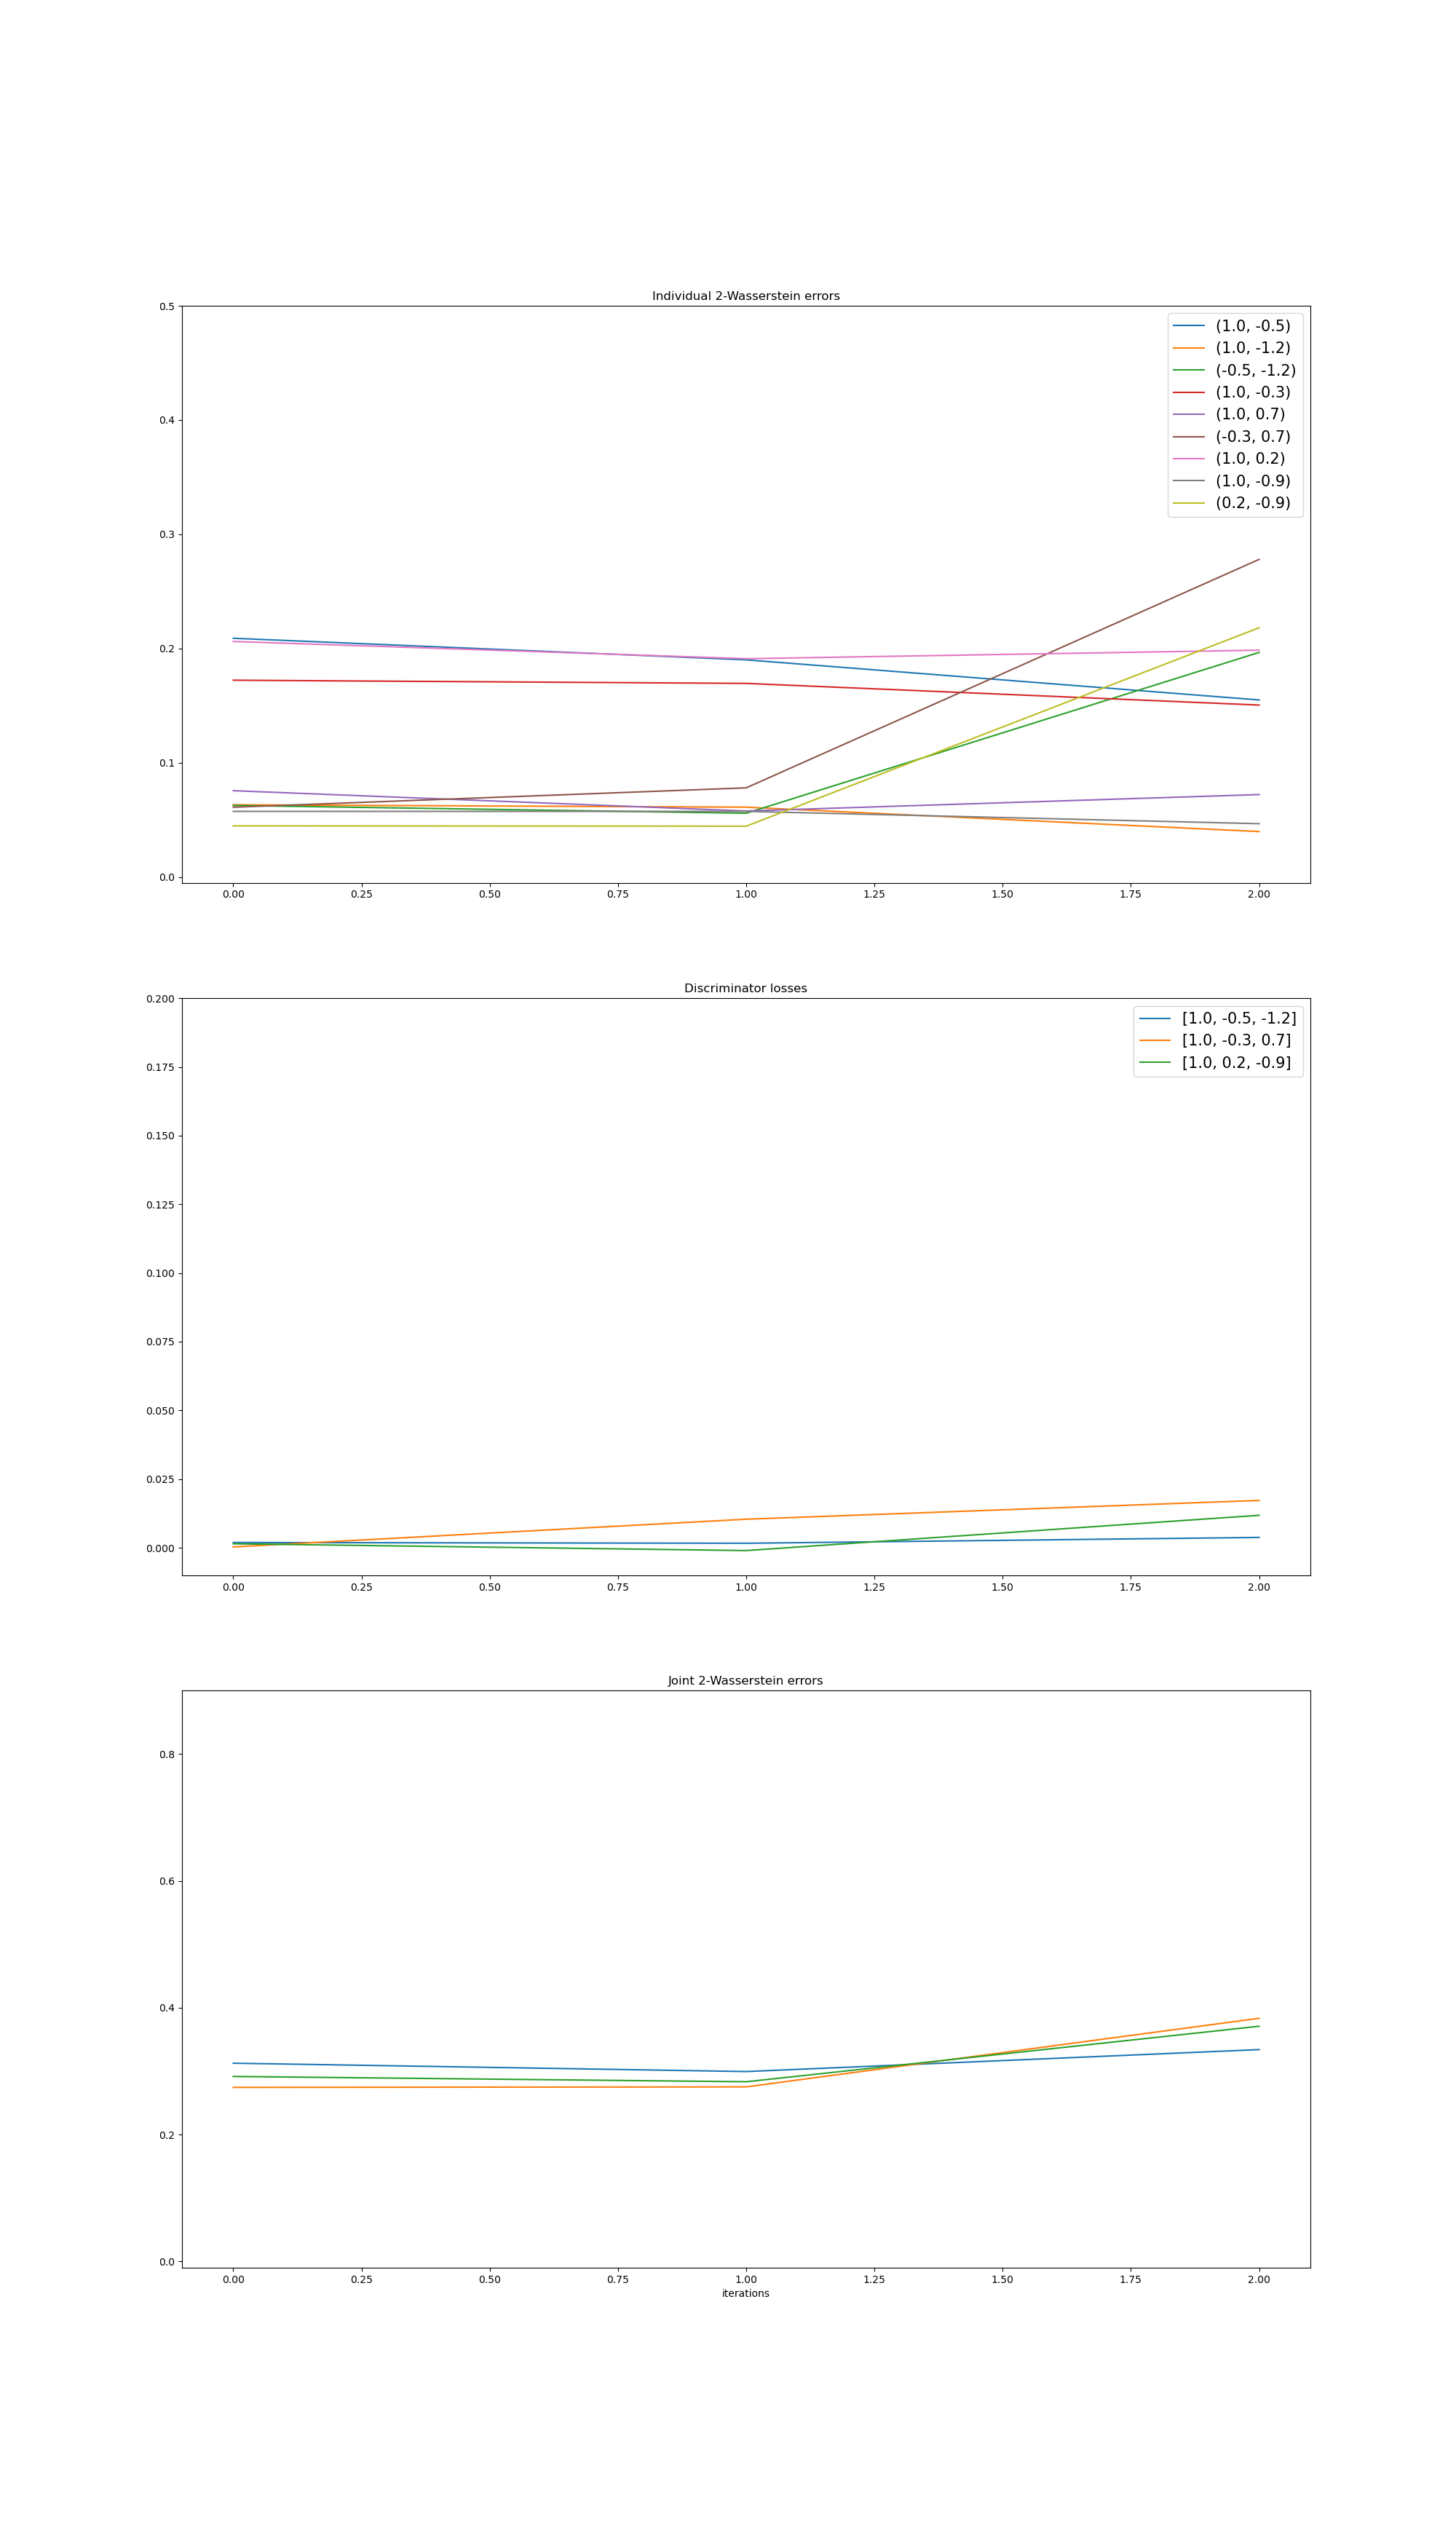 Individual 2-Wasserstein errors
0.5
0.4
0.3
0.2
0.1
0.0
(1.0, -0.5)
(1.0, -1.2)
(-0.5, -1.2)
(1.0, -0.3)
(1.0, 0.7)
(-0.3, 0.7)
(1.0, 0.2)
(1.0, -0.9)
(0.2, -0.9)
0.00 0.25 0.50 0.75 1.00 1.25 1.50 1.75 2.00
Discriminator losses
0.200
0.175
0.150
0.125
0.100
0.075
0.050
0.025
0.000
[1.0, -0.5, -1.2]
[1.0, -0.3, 0.7]
[1.0, 0.2, -0.9]
0.00 0.25 0.50 0.75 1.00 1.25 1.50 1.75 2.00
Joint 2-Wasserstein errors
0.8
0.6
0.4
0.2
0.0
0.00 0.25 0.50 0.75 1.00 1.25 1.50 1.75 2.00
iterations